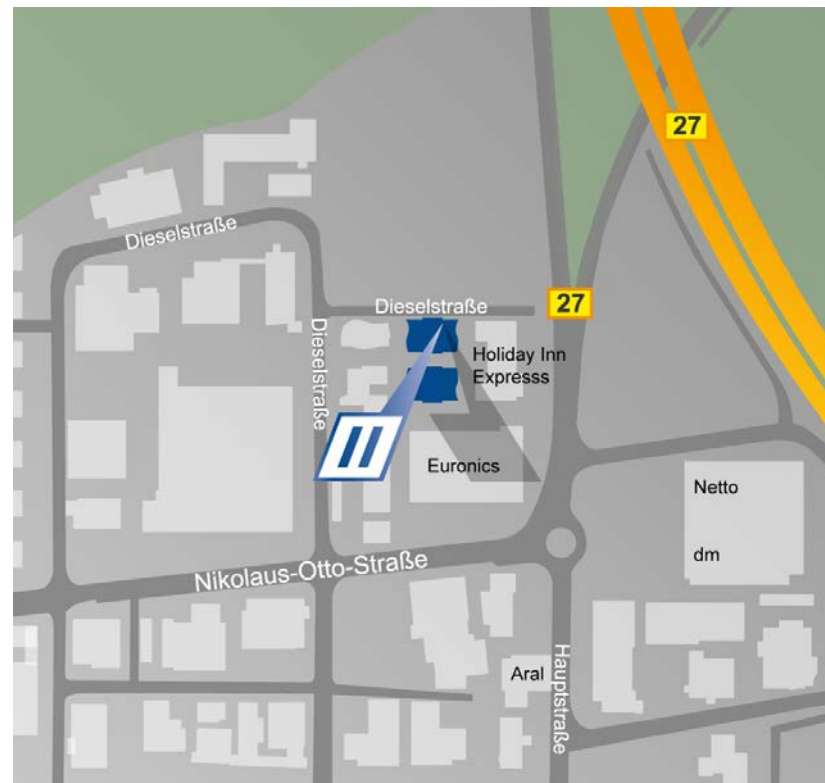 27
Dieselstraße
27
Dieselstraße
Dieselstraße
Holiday Inn
Expresss
Euronics
Netto
dm
Nikolaus-Otto-Straße
Aral
Hauptstraße